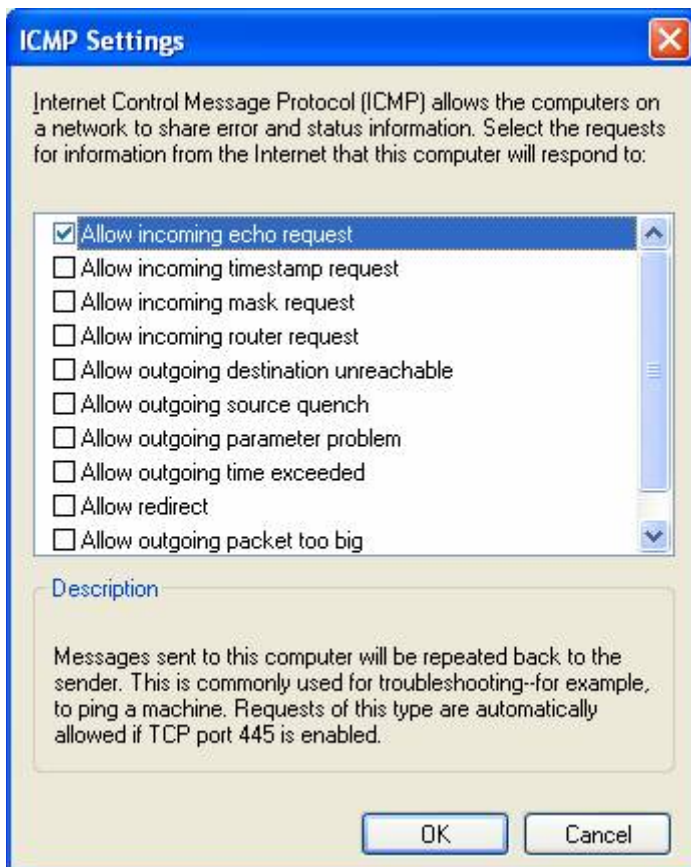 ICMP Settings
Internet Control Message Protocol (ICMP) allows the computers on
a network to share error and status information. Select the requests
for information from the Internet that this computer will respond to:
Allow incoming echo request
Allow incoming timestamp request
Allow incoming mask request
Allow incoming router request
Allow outgoing destination unreachable
Allow outgoing source quench
Allow outgoing parameter problem
Allow outgoing time exceeded
Allow redirect
Allow outgoing packet too big
Description
Messages sent to this computer will be repeated back to the
sender. This is commonly used for troubleshooting--for example,
to ping a machine. Requests of this type are automatically
allowed if TCP port 445 is enabled.
OK
Cancel